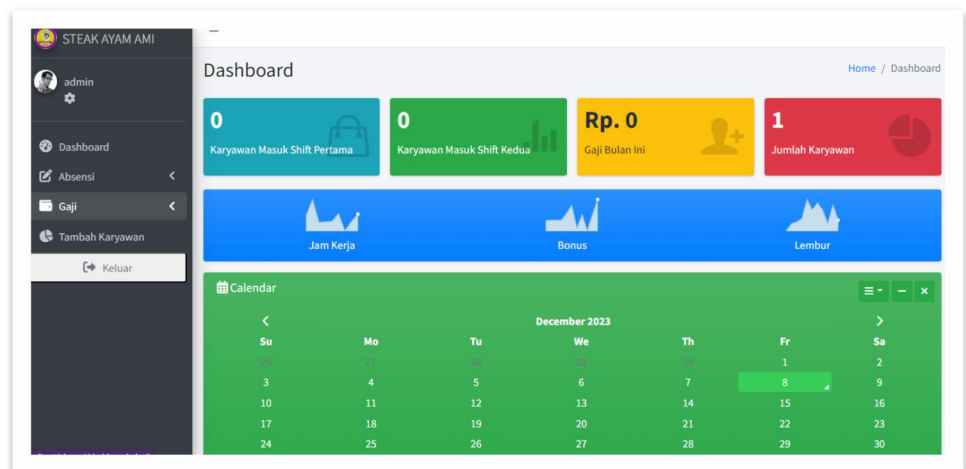 STEAK AYAM AMI
admin
Dashboard
Absensi
Gaji
Tambah Karyawan
Keluar
Dashboard
Home / Dashboard
0
Karyawan Masuk Shift Pertama
0
Karyawan Masuk Shift Kedua
Rp. 0
Gaji Bulan Ini
1
Jumlah Karyawan
Jam Kerja
Bonus
Lembur
Calendar
December 2023
Su Mo Tu We Th Fr Sa
26 27 28 29 30 1 2
3 4 5 6 7 8 9
10 11 12 13 14 15 16
17 18 19 20 21 22 23
24 25 26 27 28 29 30